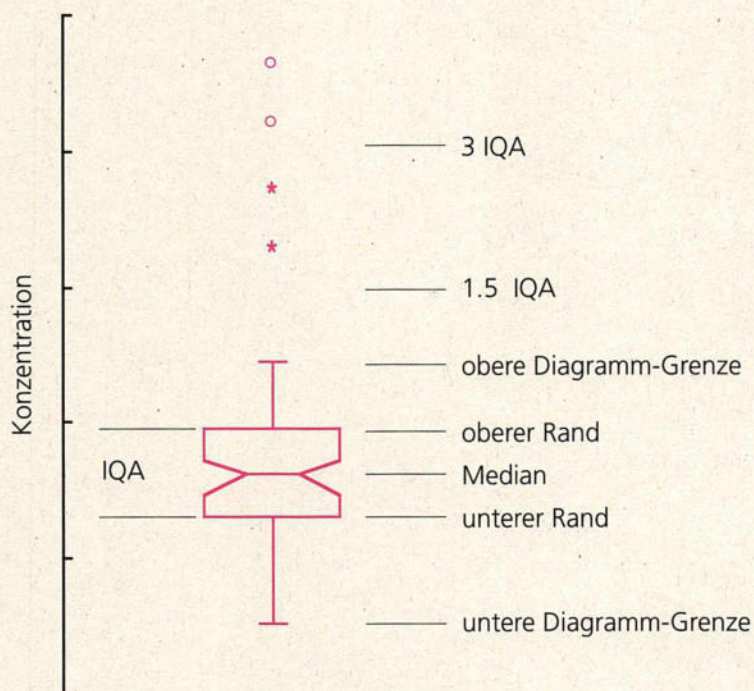 3 IQA
1.5 IQA
obere Diagramm-Grenze
Konzentration
oberer Rand
IQA
Median
unterer Rand
untere Diagramm-Grenze